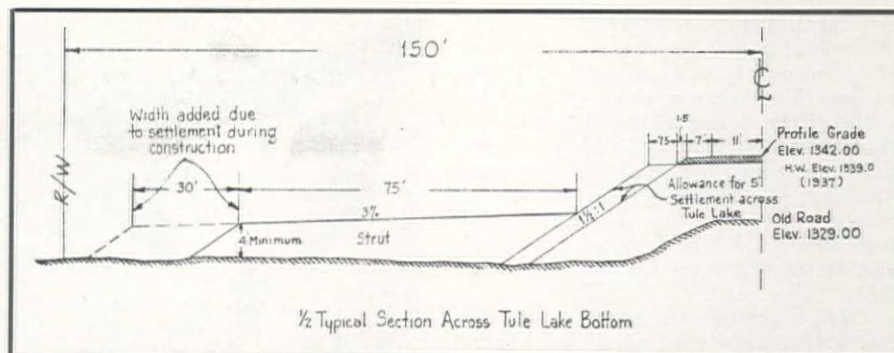 150'
R/W
Width added due
to settlement during
construction
30'
75'
3%
4' Minimum
Strut
1½ : 1
7.5
1.5
7'
11'
Allowance for 5'
Settlement across
Tule Lake
Profile Grade
Elev. 1342.00
H.W. Elev. 1339.0
(1937)
Old Road
Elev. 1329.00
½ Typical Section Across Tule Lake Bottom